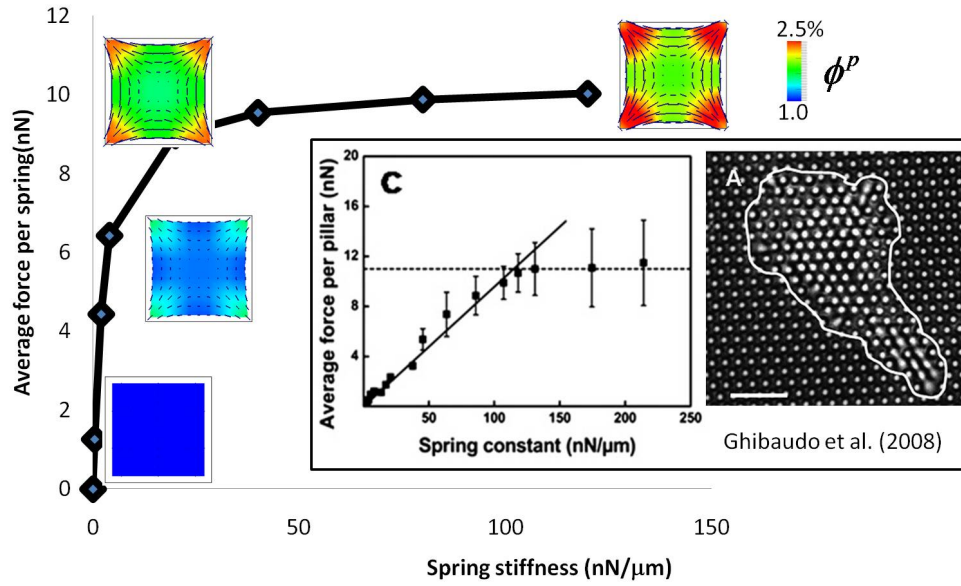 12
10
8
6
4
2
0
Average force per spring(nN)
0
50
100
150
Spring stiffness (nN/μm)
2.5%
1.0
ϕᵖ
C
20
16
12
8
4
Average force per pillar (nN)
50
100
150
200
250
Spring constant (nN/μm)
A
Ghibaudo et al. (2008)